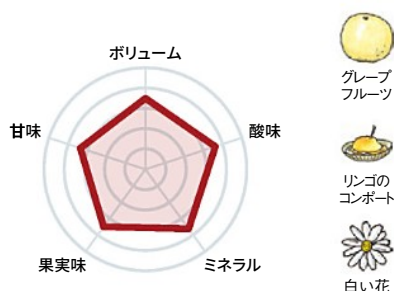 ボリューム
酸味
ミネラル
果実味
甘味
グレープ
フルーツ
リンゴの
コンポート
白い花